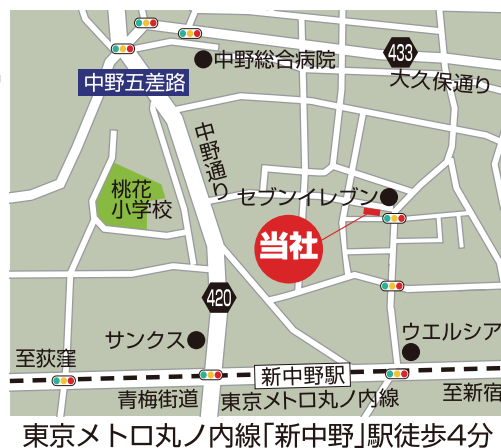 中野総合病院
433
大久保通り
中野五差路
中野通り
桃花
小学校
セブンイレブン
当社
420
サンクス
ウエルシア
至荻窪
新中野駅
青梅街道
東京メトロ丸ノ内線
至新宿
東京メトロ丸ノ内線「新中野」駅徒歩4分